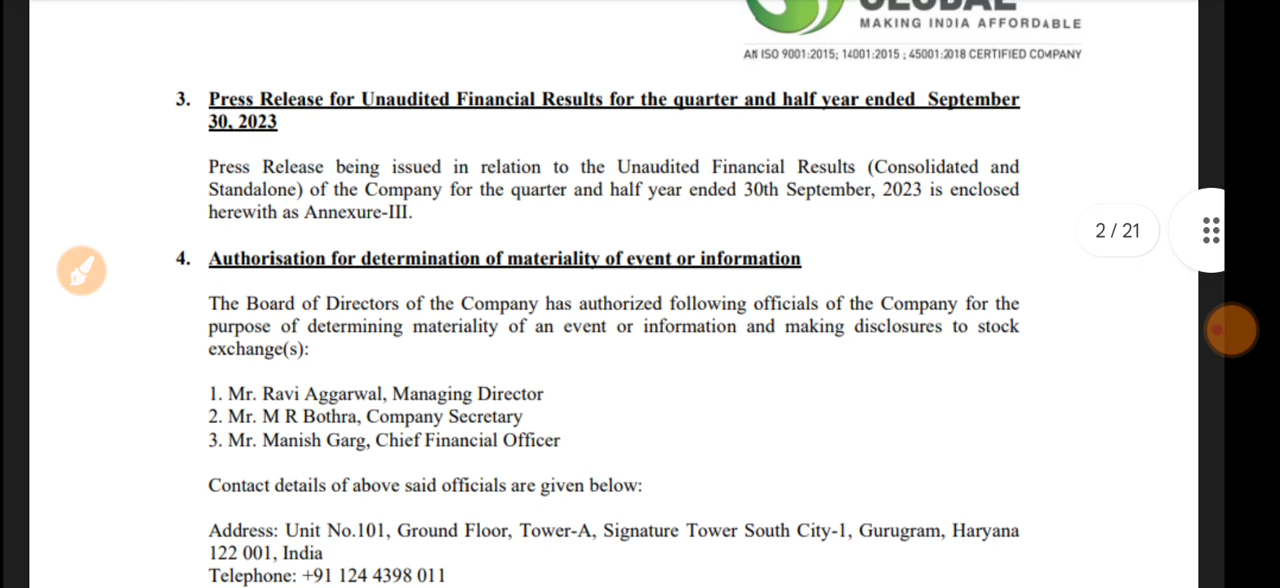 GLOBAL
MAKING INDIA AFFORDABLE
AN ISO 9001:2015; 14001:2015 ; 45001:2018 CERTIFIED COMPANY
3. Press Release for Unaudited Financial Results for the quarter and half year ended September
30, 2023
Press Release being issued in relation to the Unaudited Financial Results (Consolidated and
Standalone) of the Company for the quarter and half year ended 30th September, 2023 is enclosed
herewith as Annexure-III.
2 / 21
4. Authorisation for determination of materiality of event or information
The Board of Directors of the Company has authorized following officials of the Company for the
purpose of determining materiality of an event or information and making disclosures to stock
exchange(s):
1. Mr. Ravi Aggarwal, Managing Director
2. Mr. M R Bothra, Company Secretary
3. Mr. Manish Garg, Chief Financial Officer
Contact details of above said officials are given below:
Address: Unit No.101, Ground Floor, Tower-A, Signature Tower South City-1, Gurugram, Haryana
122 001, India
Telephone: +91 124 4398 011